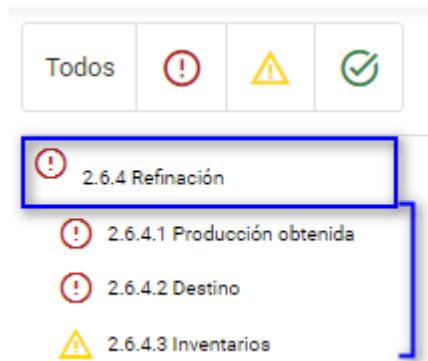 Todos
2.6.4 Refinación
2.6.4.1 Producción obtenida
2.6.4.2 Destino
2.6.4.3 Inventarios